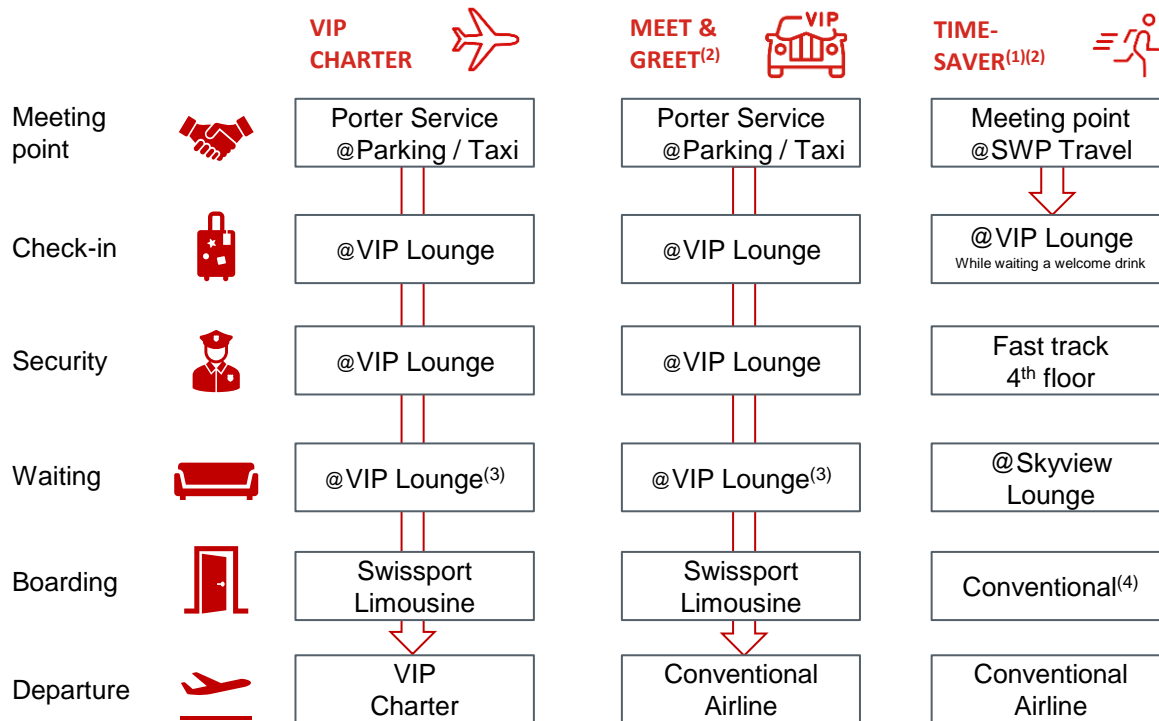 VIP
CHARTER
MEET &
GREET(2)
VIP
TIME-
SAVER(1)(2)
Meeting
point
Porter Service
@Parking / Taxi
Porter Service
@Parking / Taxi
Meeting point
@SWP Travel
Check-in
@VIP Lounge
@VIP Lounge
@VIP Lounge
While waiting a welcome drink
Security
@VIP Lounge
@VIP Lounge
Fast track
4th floor
Waiting
@VIP Lounge(3)
@VIP Lounge(3)
@Skyview
Lounge
Boarding
Swissport
Limousine
Swissport
Limousine
Conventional(4)
Departure
VIP
Charter
Conventional
Airline
Conventional
Airline